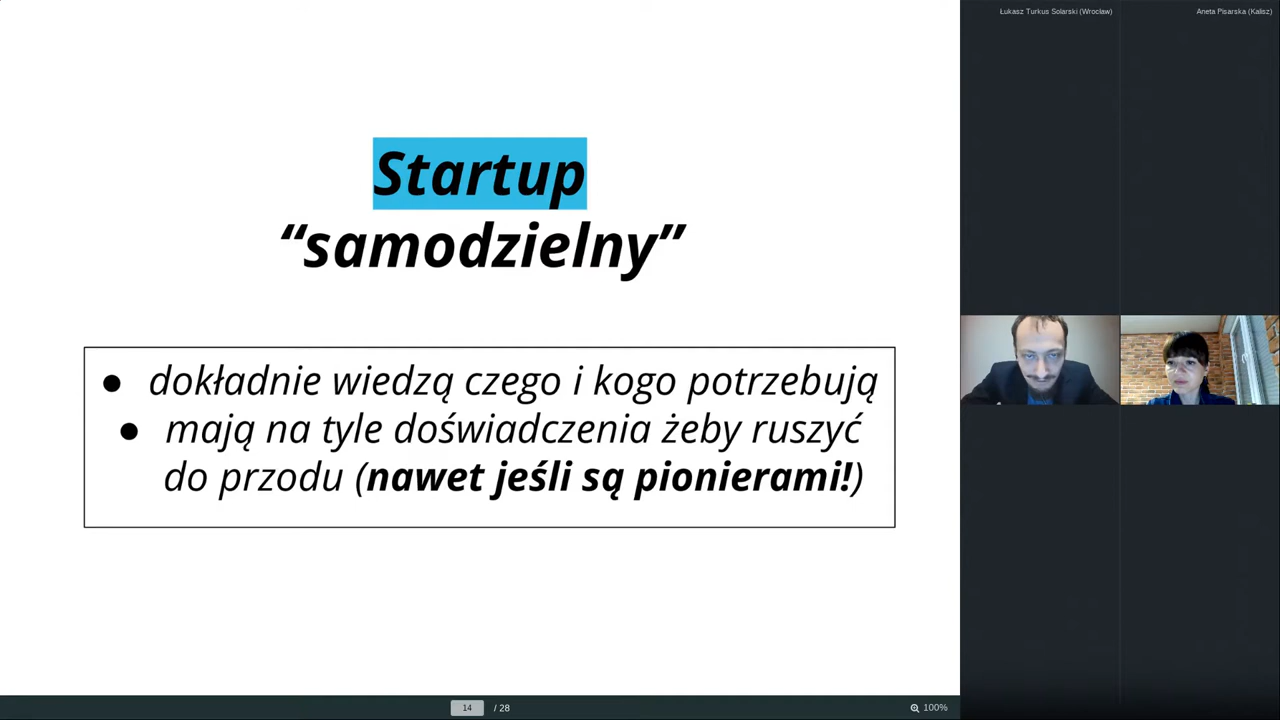 Łukasz Turkus Solarski (Wrocław)
Aneta Pisarska (Kalisz)
Startup
“samodzielny”
● dokładnie wiedzą czego i kogo potrzebują
● mają na tyle doświadczenia żeby ruszyć
do przodu (nawet jeśli są pionierami!)
14 / 28
100%